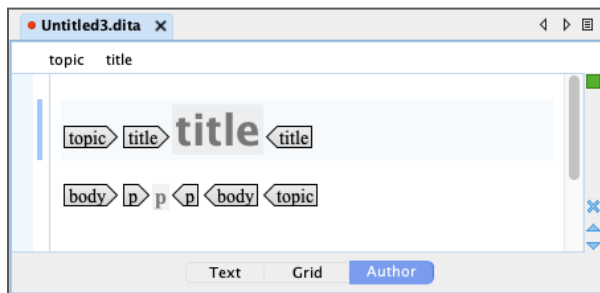 Untitled3.dita
topic title
topic title title title
body p p p body topic
Text Grid Author